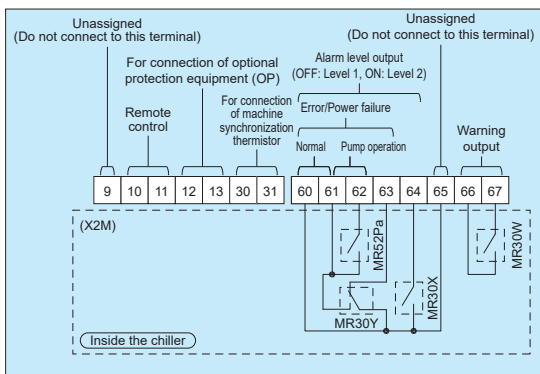 Unassigned
(Do not connect to this terminal)
Unassigned
(Do not connect to this terminal)
For connection of optional
protection equipment (OP)
Alarm level output
(OFF: Level 1, ON: Level 2)
Remote
control
For connection
of machine
synchronization
thermistor
Error/Power failure
Normal
Pump operation
Warning
output
9 10 11 12 13 30 31 60 61 62 63 64 65 66 67
(X2M)
MR52Pa
MR30Y
MR30X
MR30W
Inside the chiller